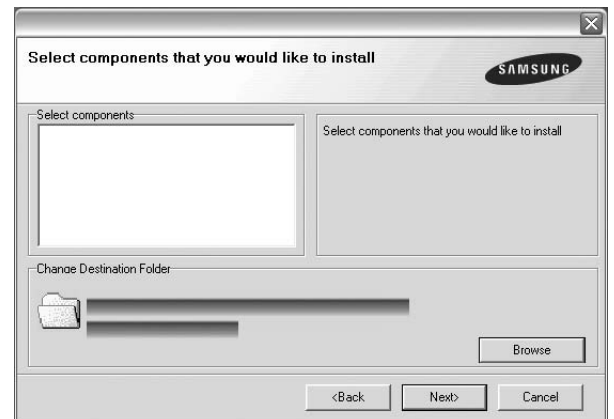 Select components that you would like to install
SAMSUNG
Select components
Select components that you would like to install
Change Destination Folder
Browse
<Back
Next>
Cancel